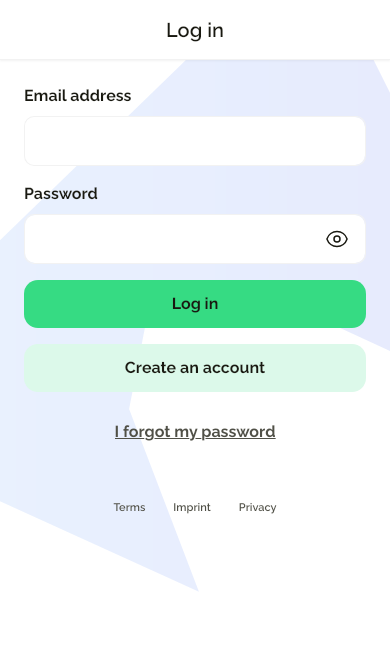 Log in
Email address
Password
Log in
Create an account
I forgot my password
Terms Imprint Privacy